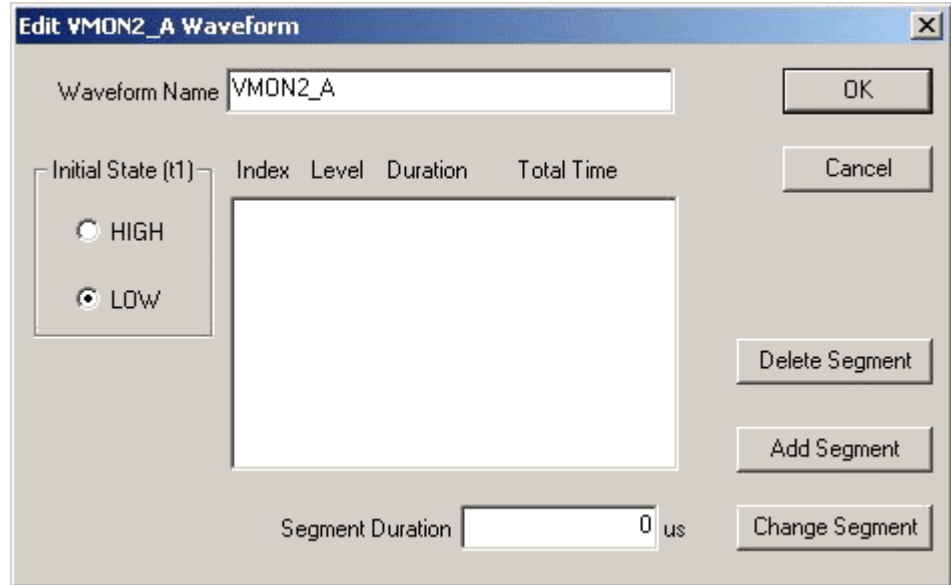 Edit VMON2_A Waveform
Waveform Name VMON2_A
OK
Initial State (t1)
Index Level Duration Total Time
Cancel
HIGH
LOW
Delete Segment
Add Segment
Segment Duration 0 us
Change Segment